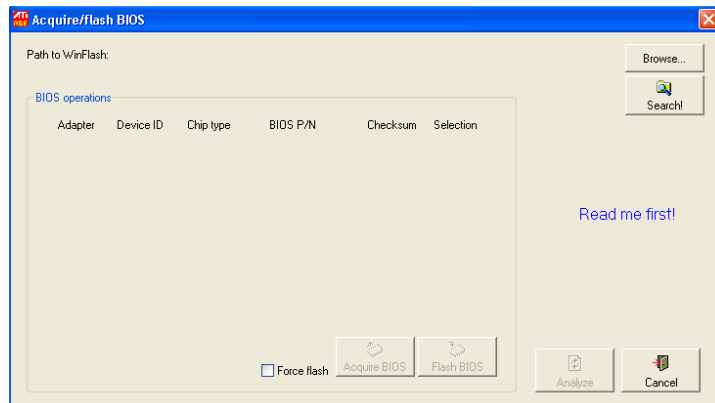 Acquire/flash BIOS
Path to WinFlash:
Browse...
Search!
BIOS operations
Adapter Device ID Chip type BIOS P/N Checksum Selection
Read me first!
Force flash
Acquire BIOS
Flash BIOS
Analyze
Cancel